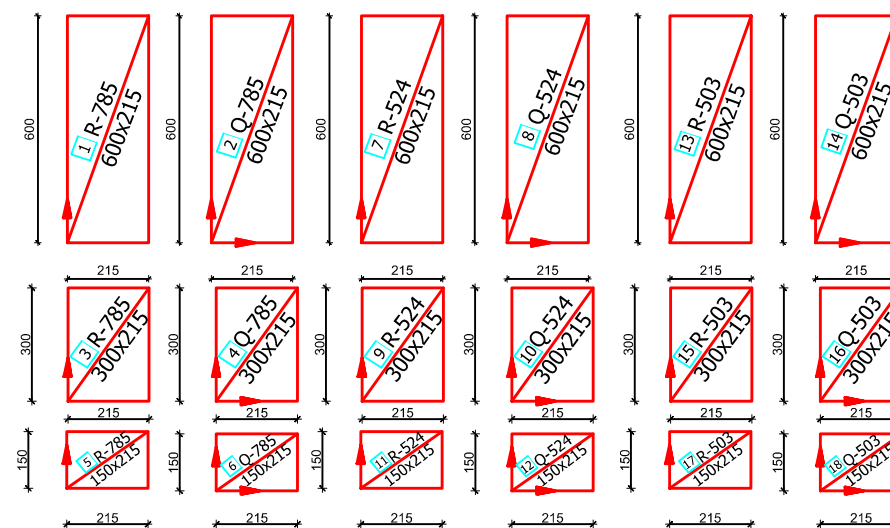 600
1 R-785
600x215
600
2 Q-785
600x215
600
7 R-524
600x215
600
8 Q-524
600x215
600
13 R-503
600x215
600
14 Q-503
600x215
215
215
215
215
215
215
300
3 R-785
300x215
300
4 Q-785
300x215
300
9 R-524
300x215
300
10 Q-524
300x215
300
15 R-503
300x215
300
16 Q-503
300x215
215
215
215
215
215
215
150
5 R-785
150x215
150
6 Q-785
150x215
150
11 R-524
150x215
150
12 Q-524
150x215
150
17 R-503
150x215
150
18 Q-503
150x215
215
215
215
215
215
215